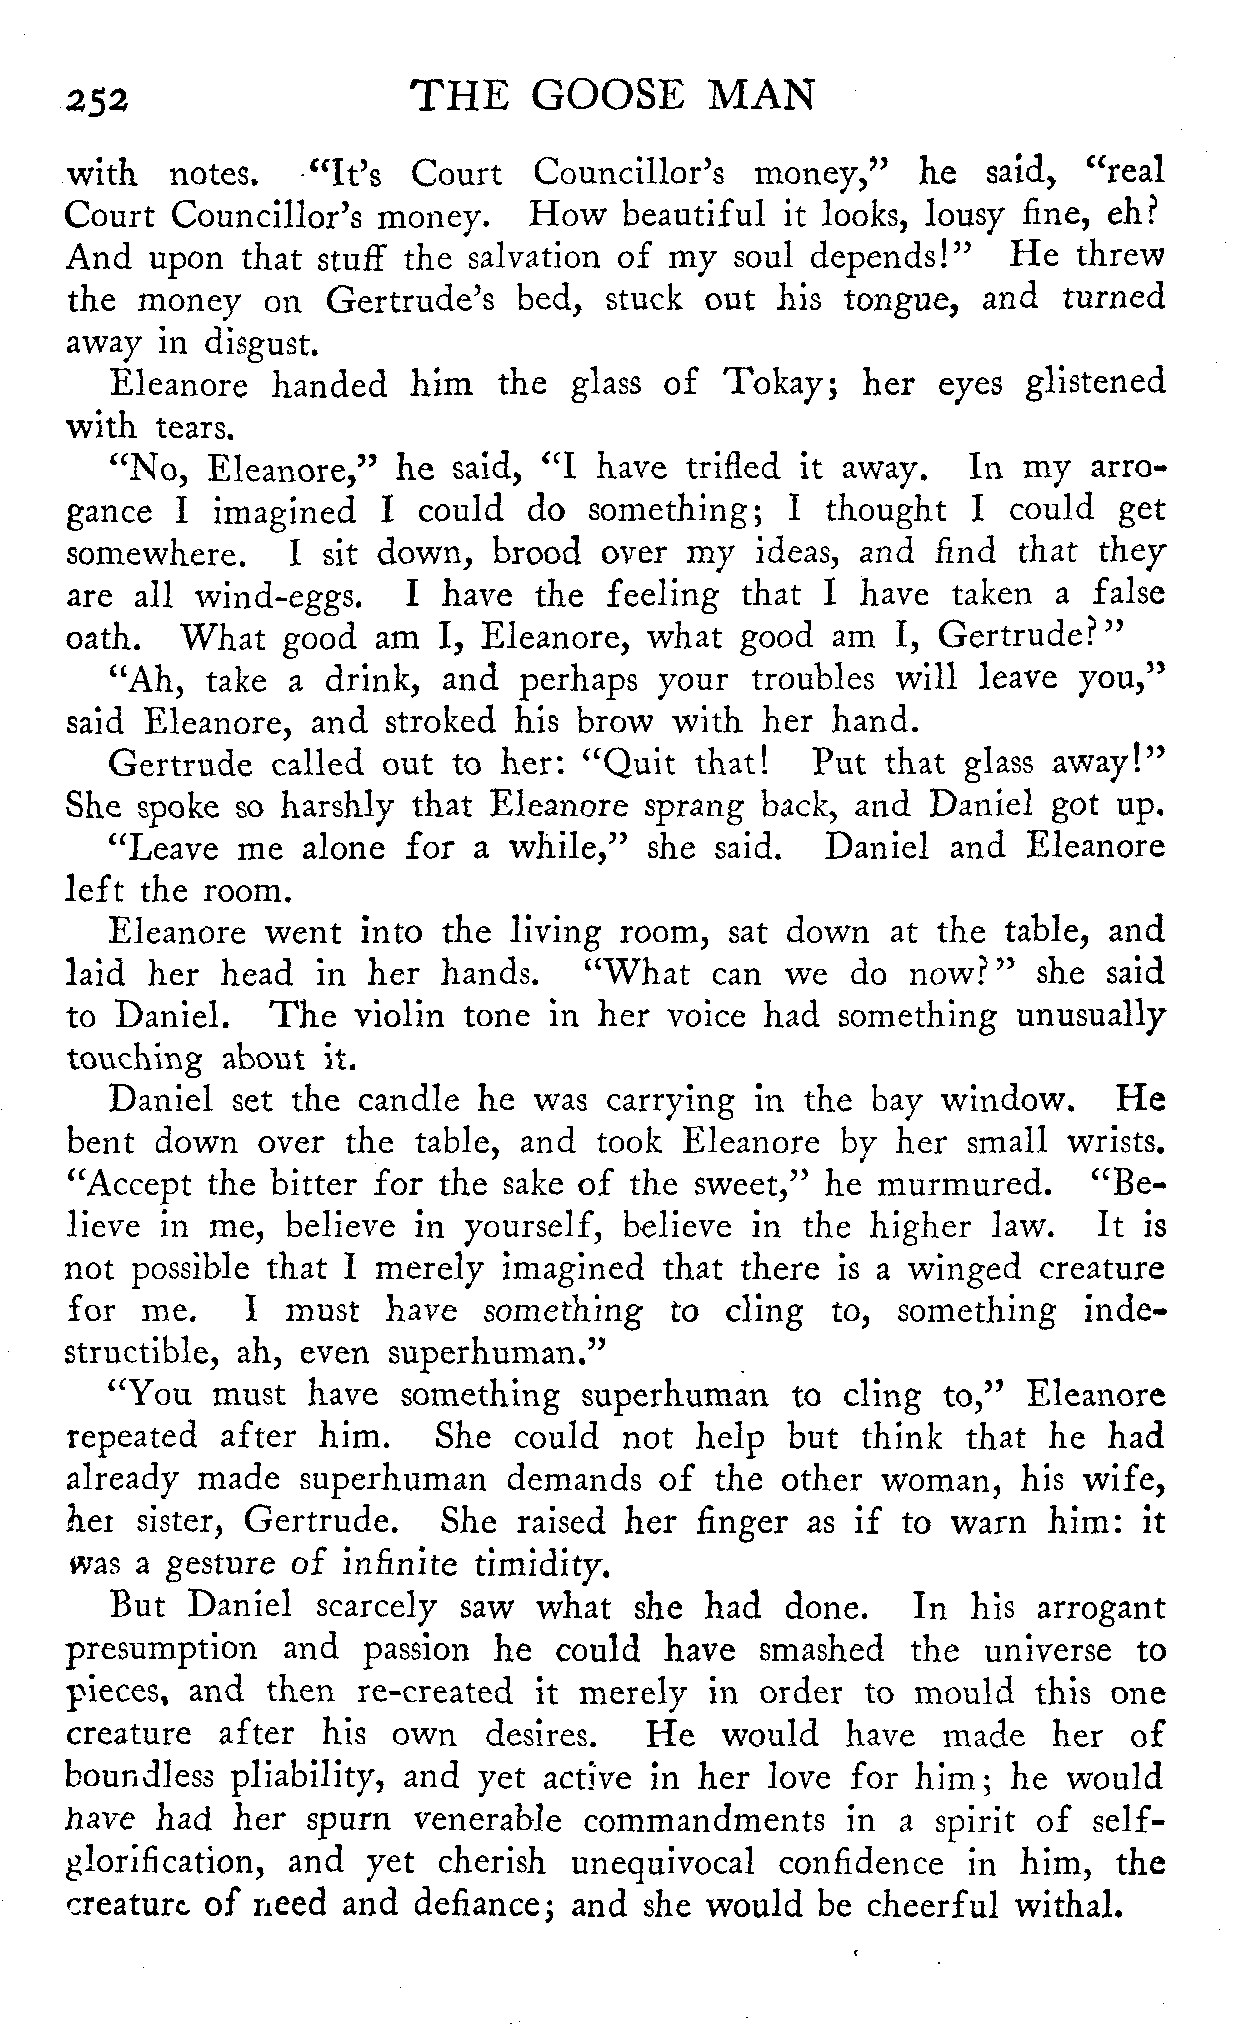 252 THE GOOSE MAN
with notes. "It's Court Councillor's money," he said, "real
Court Councillor's money. How beautiful it looks, lousy fine, eh?
And upon that stuff the salvation of my soul depends!" He threw
the money on Gertrude's bed, stuck out his tongue, and turned
away in disgust.
Eleanore handed him the glass of Tokay; her eyes glistened
with tears.
"No, Eleanore," he said, "I have trifled it away. In my arro-
gance I imagined I could do something; I thought I could get
somewhere. I sit down, brood over my ideas, and find that they
are all wind-eggs. I have the feeling that I have taken a false
oath. What good am I, Eleanore, what good am I, Gertrude?"
"Ah, take a drink, and perhaps your troubles will leave you,"
said Eleanore, and stroked his brow with her hand.
Gertrude called out to her: "Quit that! Put that glass away!"
She spoke so harshly that Eleanore sprang back, and Daniel got up.
"Leave me alone for a while," she said. Daniel and Eleanore
left the room.
Eleanore went into the living room, sat down at the table, and
laid her head in her hands. "What can we do now?" she said
to Daniel. The violin tone in her voice had something unusually
touching about it.
Daniel set the candle he was carrying in the bay window. He
bent down over the table, and took Eleanore by her small wrists.
"Accept the bitter for the sake of the sweet," he murmured. "Be-
lieve in me, believe in yourself, believe in the higher law. It is
not possible that I merely imagined that there is a winged creature
for me. I must have something to cling to, something inde-
structible, ah, even superhuman."
"You must have something superhuman to cling to," Eleanore
repeated after him. She could not help but think that he had
already made superhuman demands of the other woman, his wife,
her sister, Gertrude. She raised her finger as if to warn him: it
was a gesture of infinite timidity.
But Daniel scarcely saw what she had done. In his arrogant
presumption and passion he could have smashed the universe to
pieces, and then re-created it merely in order to mould this one
creature after his own desires. He would have made her of
boundless pliability, and yet active in her love for him; he would
have had her spurn venerable commandments in a spirit of self-
glorification, and yet cherish unequivocal confidence in him, the
creature of need and defiance; and she would be cheerful withal.